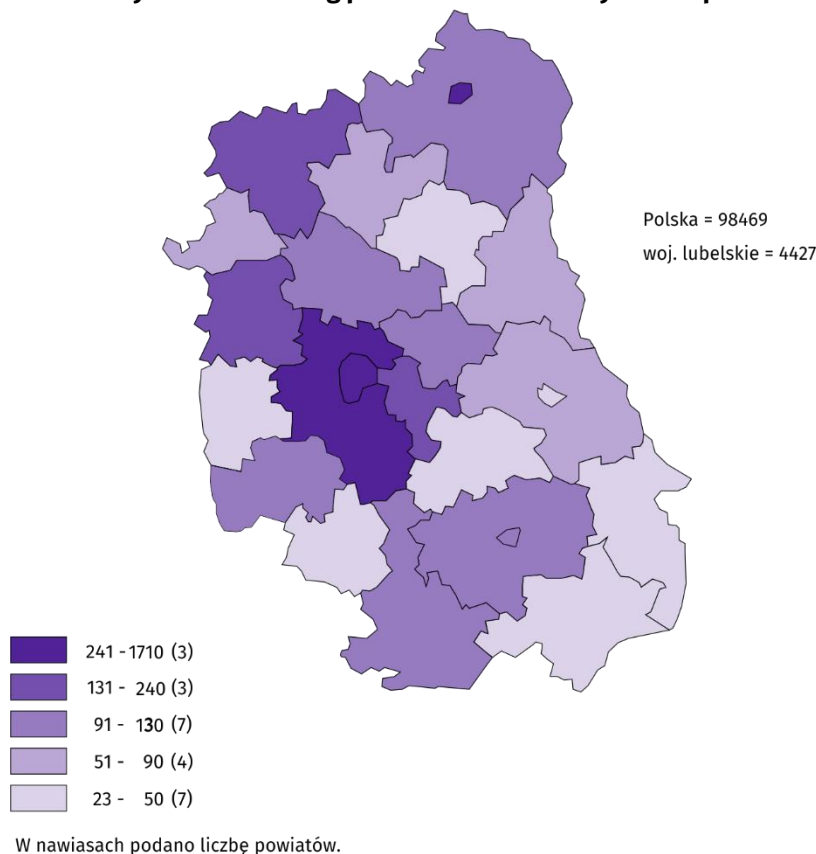 Polska = 98469
woj. lubelskie = 4427
241 - 1710 (3)
131 - 240 (3)
91 - 130 (7)
51 - 90 (4)
23 - 50 (7)
W nawiasach podano liczbę powiatów.